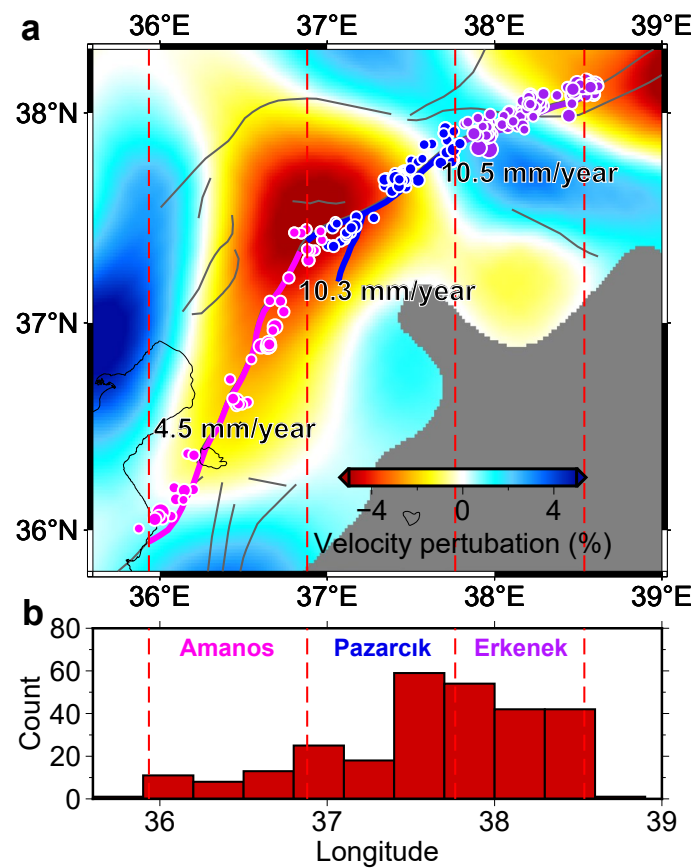 a
36°E 37°E 38°E 39°E
38°N
10.5 mm/year
10.3 mm/year
37°N
4.5 mm/year
−4 0 4
36°N
Velocity pertubation (%)
36°E 37°E 38°E 39°E
b
80
Amanos Pazarcık Erkenek
60
Count
40
20
0
36 37 38 39
Longitude